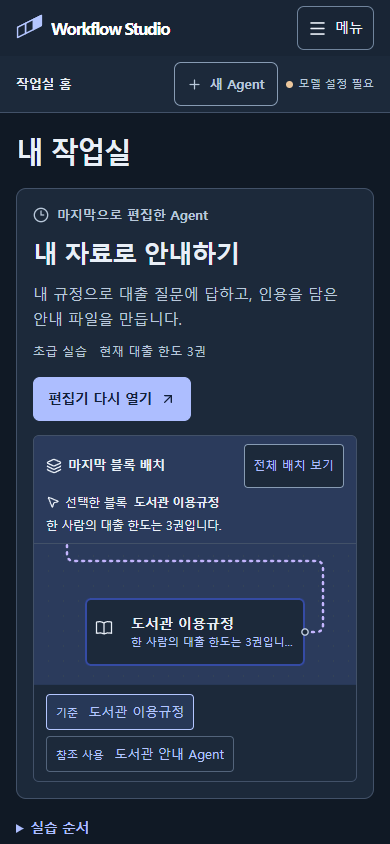 Workflow Studio
메뉴
작업실 홈
새 Agent
모델 설정 필요
내 작업실
마지막으로 편집한 Agent
내 자료로 안내하기
내 규정으로 대출 질문에 답하고, 인용을 담은
안내 파일을 만듭니다.
초급 실습 현재 대출 한도 3권
편집기 다시 열기
마지막 블록 배치
전체 배치 보기
선택한 블록 도서관 이용규정
한 사람의 대출 한도는 3권입니다.
도서관 이용규정
한 사람의 대출 한도는 3권입니...
기준 도서관 이용규정
참조 사용 도서관 안내 Agent
실습 순서